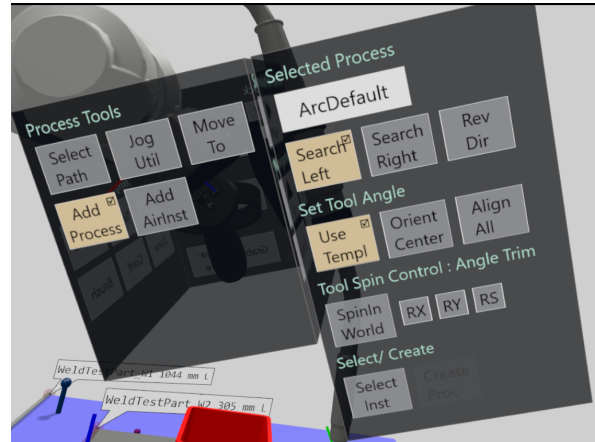 Process Tools
Select
Path
Jog
Util
Move
To
Add
Process
Add
AirInst
Selected Process
ArcDefault
Search
Left
Search
Right
Rev
Dir
Set Tool Angle
Use
Templ
Orient
Center
Align
All
Tool Spin Control : Angle Trim
SpinIn
World
RX
RY
RS
Select/ Create
Select
Inst
Create
Proc
WeldTestPart_W1 1044 mm L
WeldTestPart_W2 305 mm L
Brush